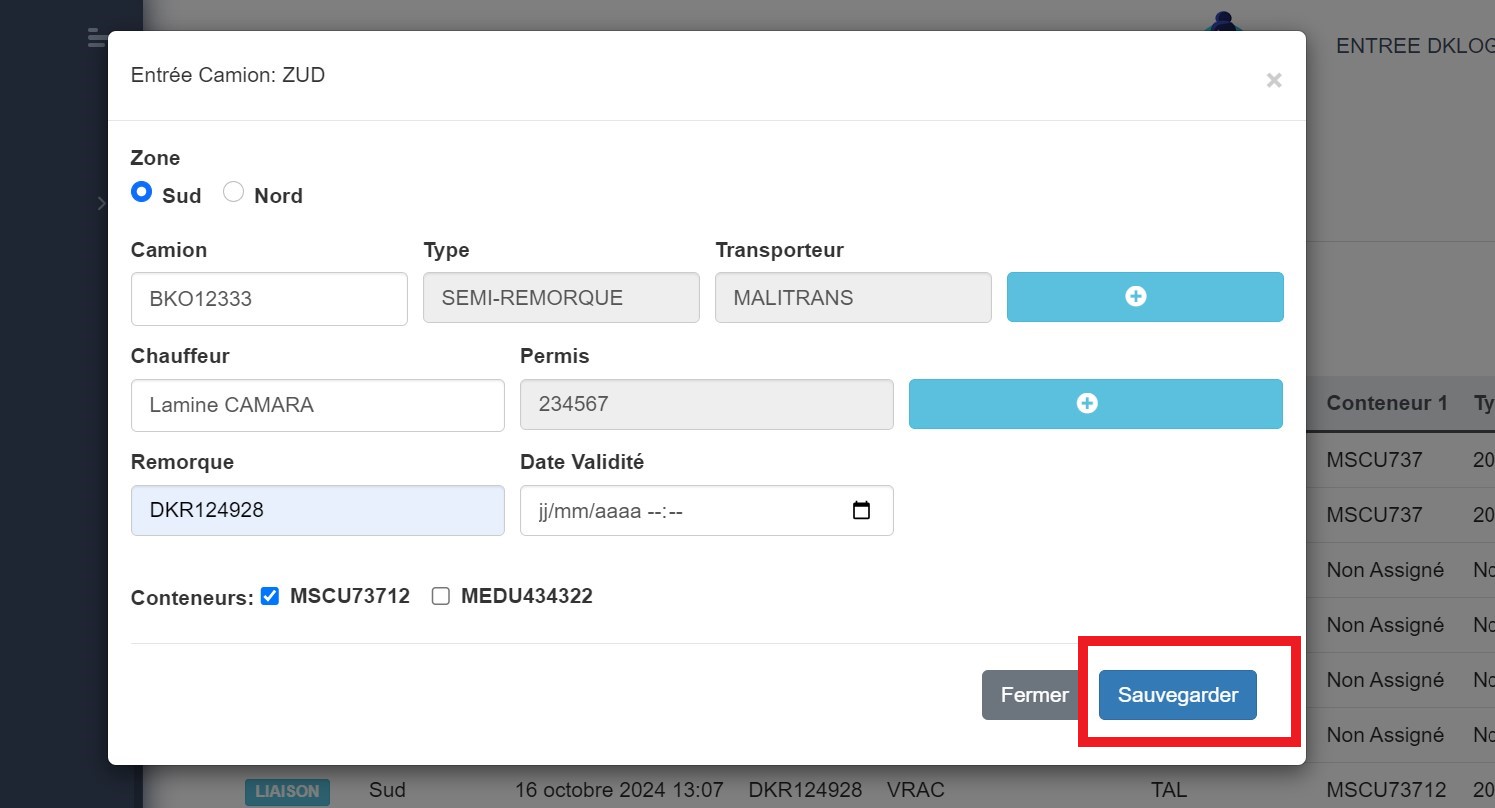 ENTREE DKLOG
Entrée Camion: ZUD
×
Zone
Sud Nord
Camion Type Transporteur
BKO12333 SEMI-REMORQUE MALITRANS
Chauffeur Permis
Lamine CAMARA 234567
Conteneur 1 Ty
Remorque Date Validité
MSCU737 20
DKR124928 jj/mm/aaaa --:--
MSCU737 20
Non Assigné No
Conteneurs: MSCU73712 MEDU434322
Non Assigné No
Non Assigné No
Fermer Sauvegarder
Non Assigné No
LIAISON Sud 16 octobre 2024 13:07 DKR124928 VRAC TAL MSCU73712 20